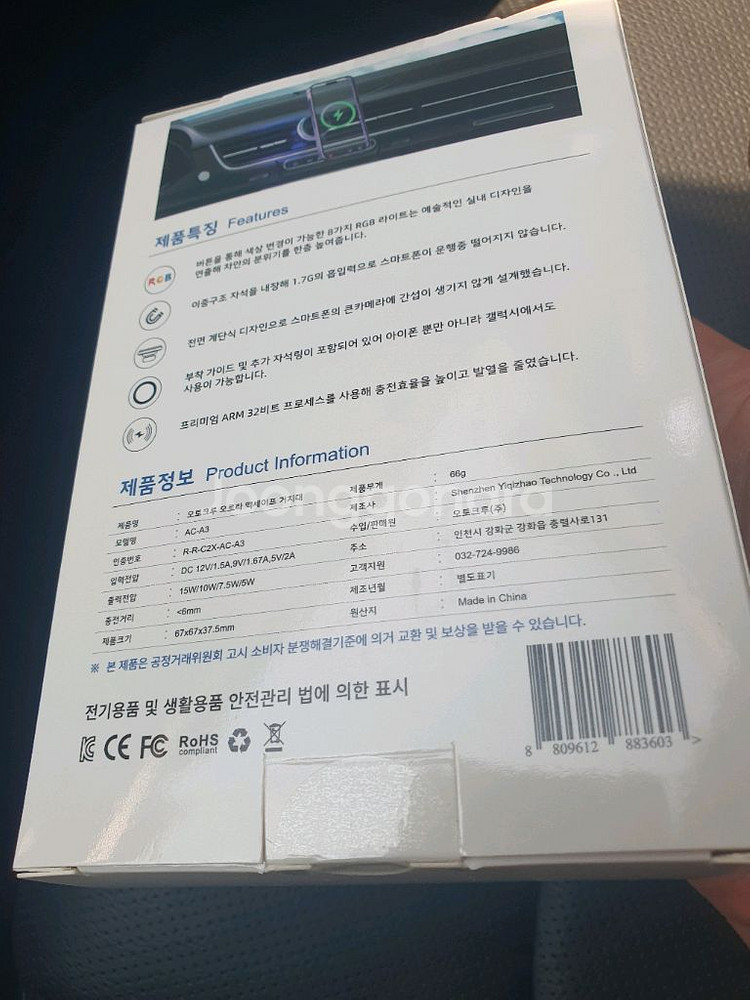 제품특징 Features
RGB
버튼을 통해 색상 변경이 가능한 8가지 RGB 라이트는 예술적인 실내 디자인을
연출해 차안의 분위기를 한층 높여줍니다.
이중구조 자석을 내장해 1.7G의 흡입력으로 스마트폰이 운행중 떨어지지 않습니다.
전면 계단식 디자인으로 스마트폰의 큰카메라에 간섭이 생기지 않게 설계했습니다.
부착 가이드 및 추가 자석링이 포함되어 있어 아이폰 뿐만 아니라 갤럭시에서도
사용이 가능합니다.
프리미엄 ARM 32비트 프로세스를 사용해 충전효율을 높이고 발열을 줄였습니다.
제품정보 Product Information
제품명 : 오토크루 오로라 맥세이프 거치대
모델명 : AC-A3
인증번호 : R-R-C2X-AC-A3
입력전압 : DC 12V/1.5A,9V/1.67A,5V/2A
출력전압 : 15W/10W/7.5W/5W
충전거리 : <6mm
제품크기 : 67x67x37.5mm
제품무게 : 66g
제조사 : Shenzhen Yiqizhao Technology Co ., Ltd
수입/판매원 : 오토크루(주)
주소 : 인천시 강화군 강화읍 충렬사로131
고객지원 : 032-724-9986
제조년월 : 별도표기
원산지 : Made in China
※ 본 제품은 공정거래위원회 고시 소비자 분쟁해결기준에 의거 교환 및 보상을 받을 수 있습니다.
전기용품 및 생활용품 안전관리 법에 의한 표시
CE FC RoHS
compliant
8 809612 883603 >
joonggonara